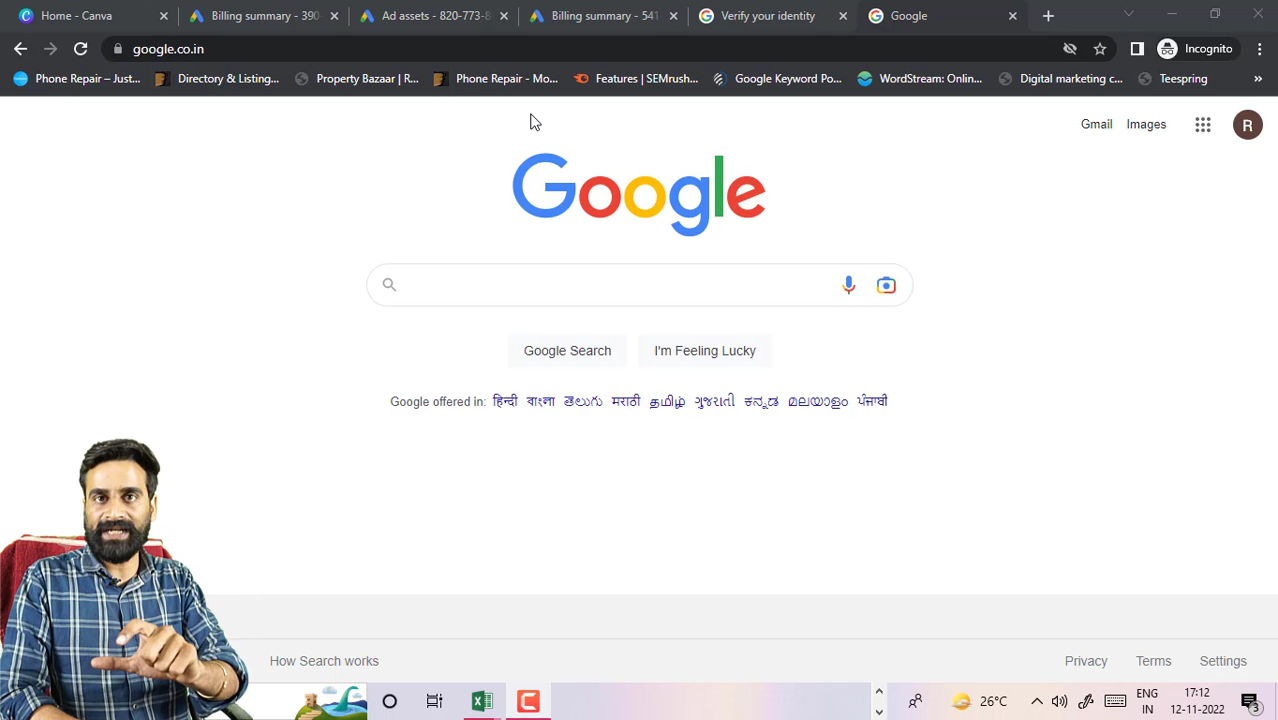 Home - Canva
Billing summary - 390
Ad assets - 827-773-8
Billing summary - 541
Verify your identity
Google
google.co.in
Incognito
Phone Repair – Just...
Directory & Listing...
Property Bazaar | R...
Phone Repair - Mo...
Features | SEMrush...
Google Keyword Po...
WordStream: Onlin...
Digital marketing c...
Teespring
Gmail
Images
R
Google
Google Search
I'm Feeling Lucky
Google offered in: हिन्दी বাংলা తెలుగు मराठी தமிழ் ગુજરાતી ಕನ್ನಡ മലയാളം ਪੰਜਾਬੀ
How Search works
Privacy
Terms
Settings
26°C
ENG
IN
17:12
12-11-2022
3